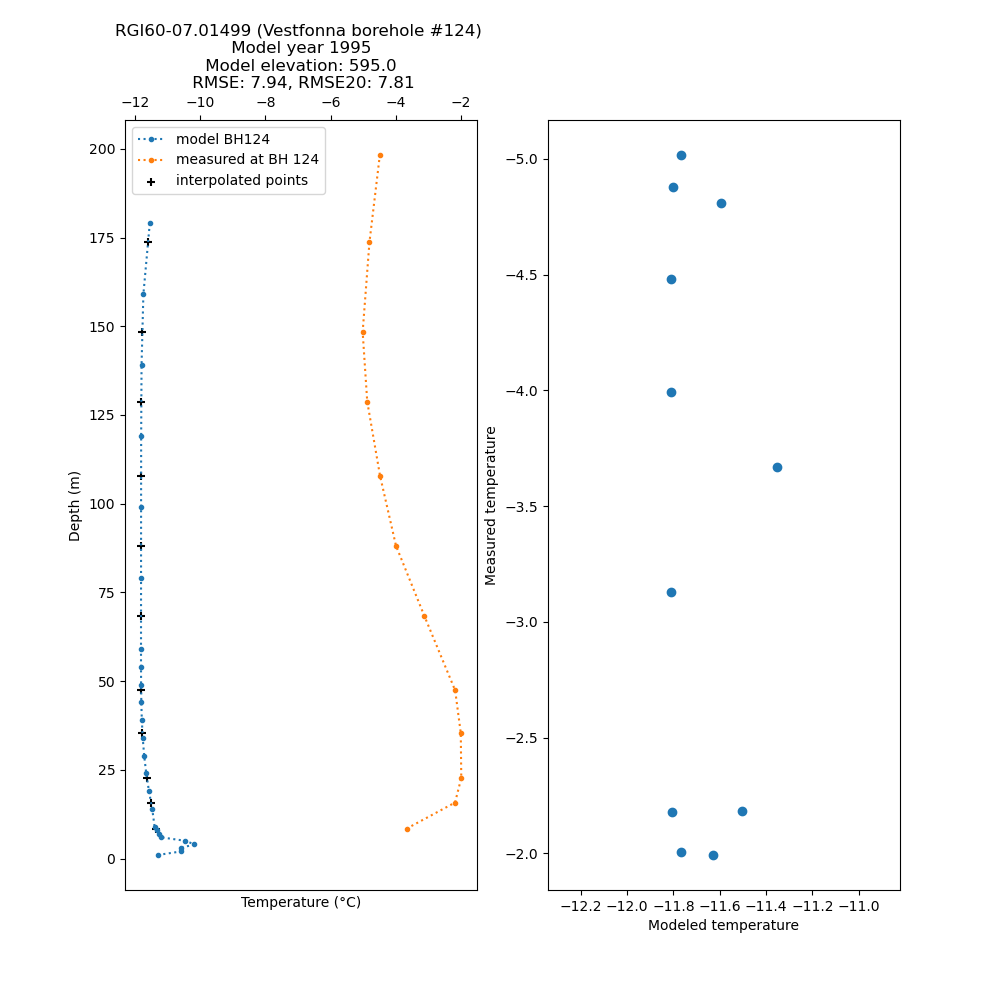 RGI60-07.01499 (Vestfonna borehole #124)
Model year 1995
Model elevation: 595.0
RMSE: 7.94, RMSE20: 7.81
−12 −10 −8 −6 −4 −2
model BH124
measured at BH 124
interpolated points
200
175
150
125
100
75
50
25
0
Depth (m)
Temperature (°C)
−5.0
−4.5
−4.0
−3.5
−3.0
−2.5
−2.0
Measured temperature
−12.2 −12.0 −11.8 −11.6 −11.4 −11.2 −11.0
Modeled temperature